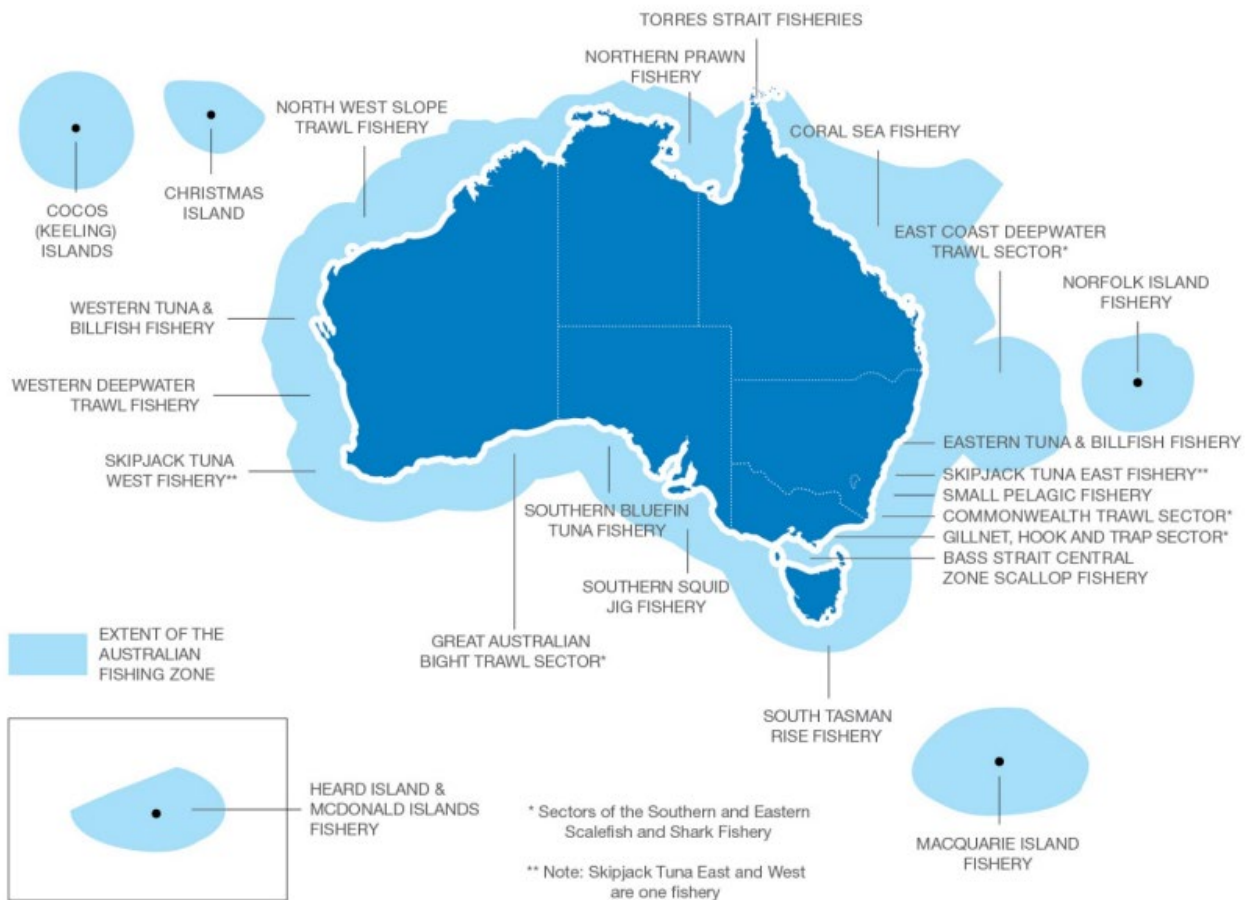 TORRES STRAIT FISHERIES
NORTHERN PRAWN
FISHERY
NORTH WEST SLOPE
TRAWL FISHERY
CORAL SEA FISHERY
CHRISTMAS
ISLAND
COCOS
(KEELING)
ISLANDS
EAST COAST DEEPWATER
TRAWL SECTOR*
NORFOLK ISLAND
FISHERY
WESTERN TUNA &
BILLFISH FISHERY
WESTERN DEEPWATER
TRAWL FISHERY
SKIPJACK TUNA
WEST FISHERY**
EASTERN TUNA & BILLFISH FISHERY
SKIPJACK TUNA EAST FISHERY**
SMALL PELAGIC FISHERY
COMMONWEALTH TRAWL SECTOR*
GILLNET, HOOK AND TRAP SECTOR*
BASS STRAIT CENTRAL
ZONE SCALLOP FISHERY
SOUTHERN BLUEFIN
TUNA FISHERY
SOUTHERN SQUID
JIG FISHERY
GREAT AUSTRALIAN
BIGHT TRAWL SECTOR*
EXTENT OF THE
AUSTRALIAN
FISHING ZONE
SOUTH TASMAN
RISE FISHERY
HEARD ISLAND &
MCDONALD ISLANDS
FISHERY
* Sectors of the Southern and Eastern
Scalefish and Shark Fishery
** Note: Skipjack Tuna East and West
are one fishery
MACQUARIE ISLAND
FISHERY